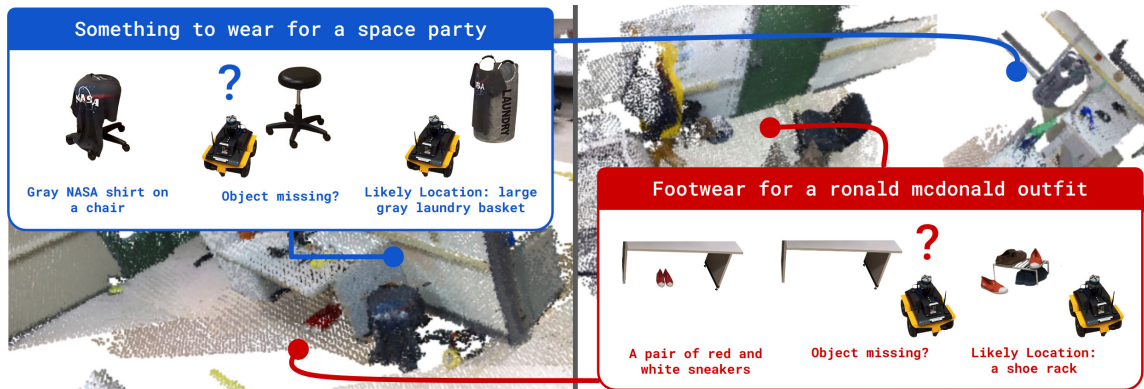 Something to wear for a space party
?
NASA
NASA
LAUNDRY
Gray NASA shirt on
a chair
Object missing?
Likely Location: large
gray laundry basket
Footwear for a ronald mcdonald outfit
?
A pair of red and
white sneakers
Object missing?
Likely Location:
a shoe rack